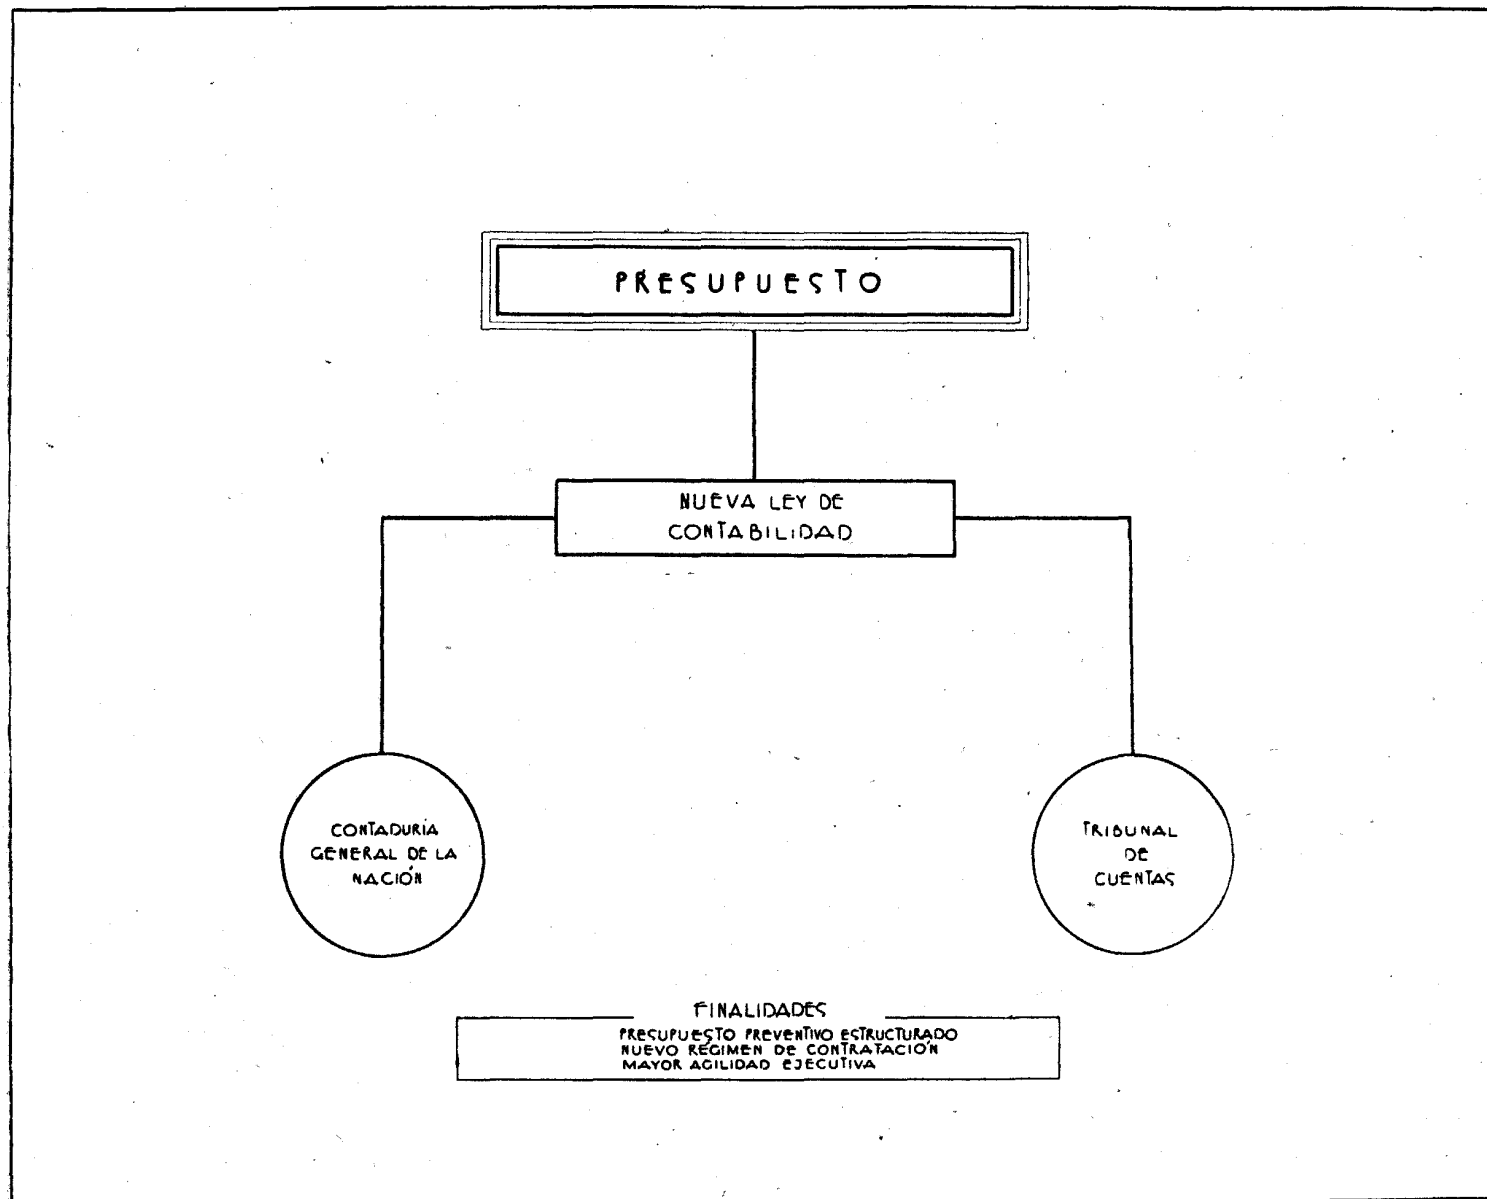 PRESUPUESTO
NUEVA LEY DE
CONTABILIDAD
CONTADURÍA
GENERAL DE LA
NACIÓN
TRIBUNAL
DE
CUENTAS
FINALIDADES
PRESUPUESTO PREVENTIVO ESTRUCTURADO
NUEVO RÉGIMEN DE CONTRATACIÓN
MAYOR AGILIDAD EJECUTIVA